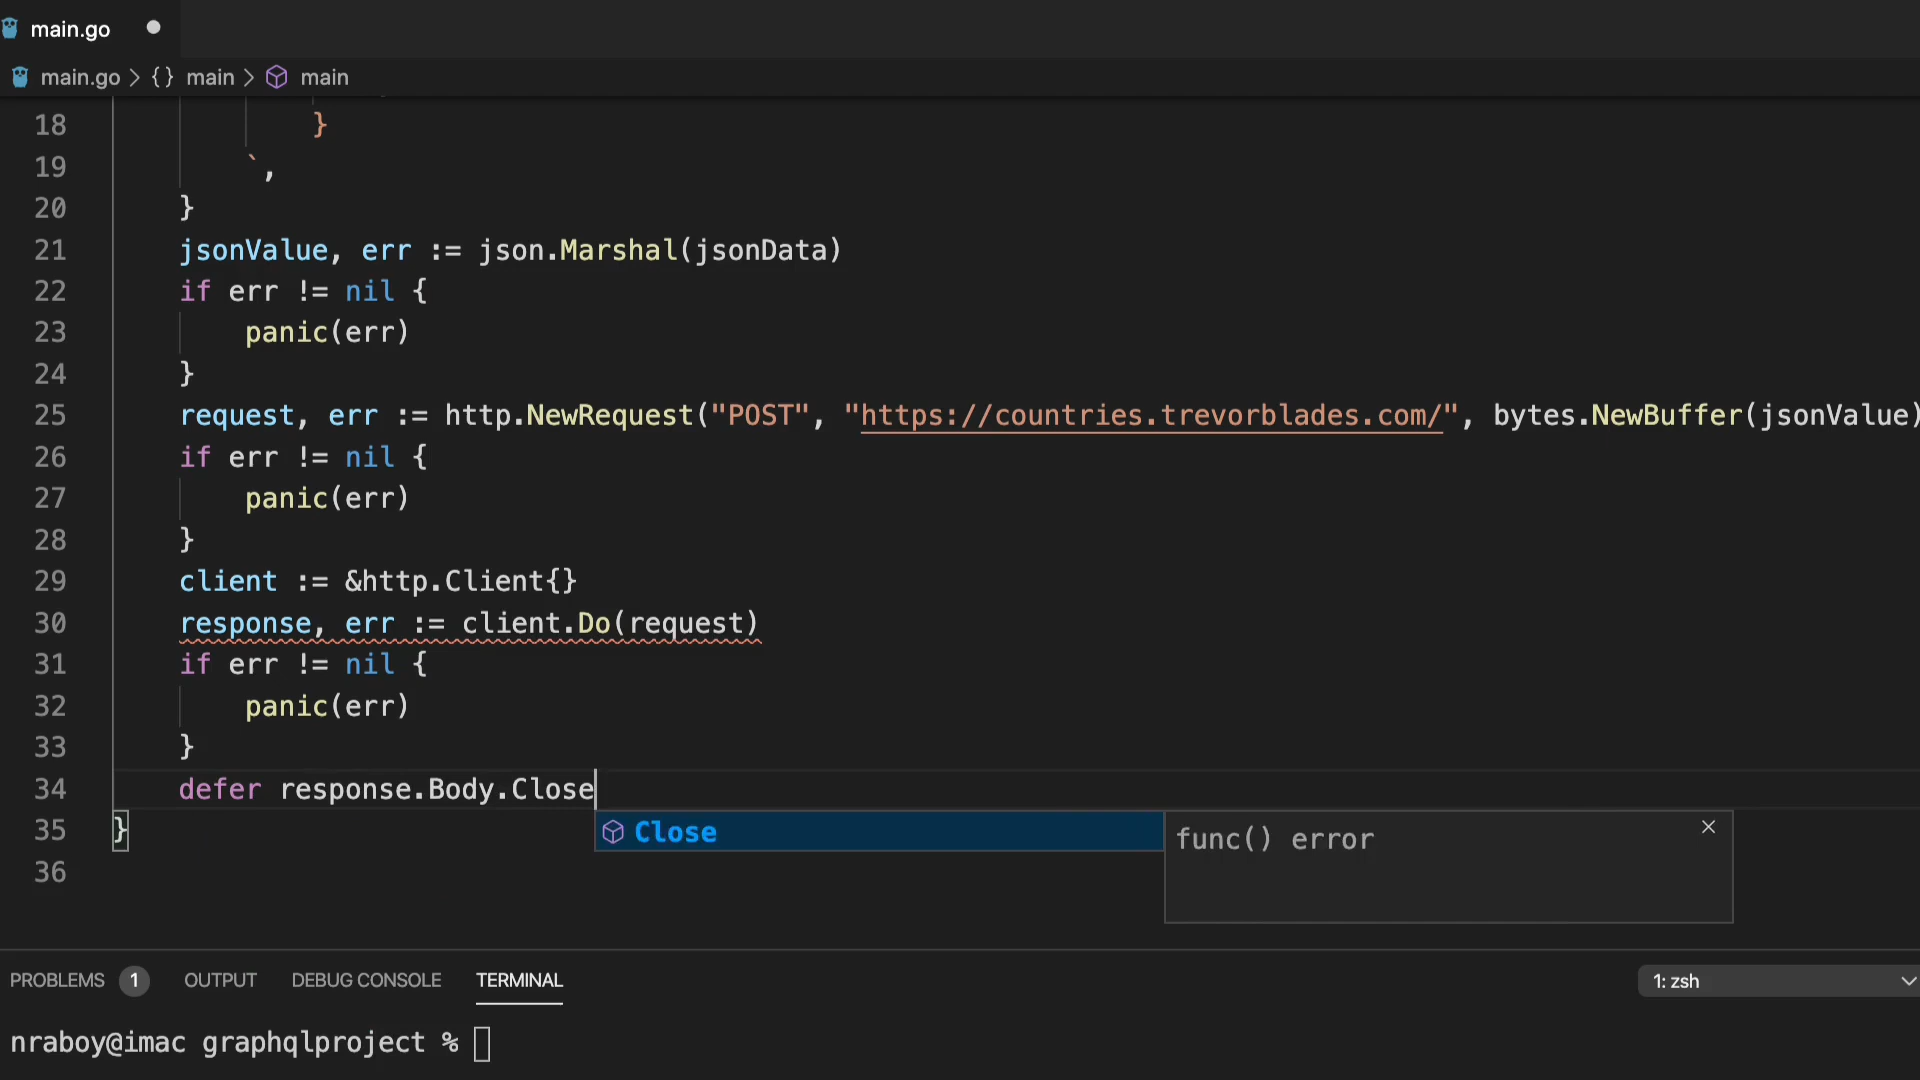 main.go
main.go > {} main > main
18 }
19 `,
20 }
21 jsonValue, err := json.Marshal(jsonData)
22 if err != nil {
23 panic(err)
24 }
25 request, err := http.NewRequest("POST", "https://countries.trevorblades.com/", bytes.NewBuffer(jsonValue)
26 if err != nil {
27 panic(err)
28 }
29 client := &http.Client{}
30 response, err := client.Do(request)
31 if err != nil {
32 panic(err)
33 }
34 defer response.Body.Close
35 }
Close
func() error
36
PROBLEMS 1 OUTPUT DEBUG CONSOLE TERMINAL 1: zsh
nraboy@imac graphqlproject %